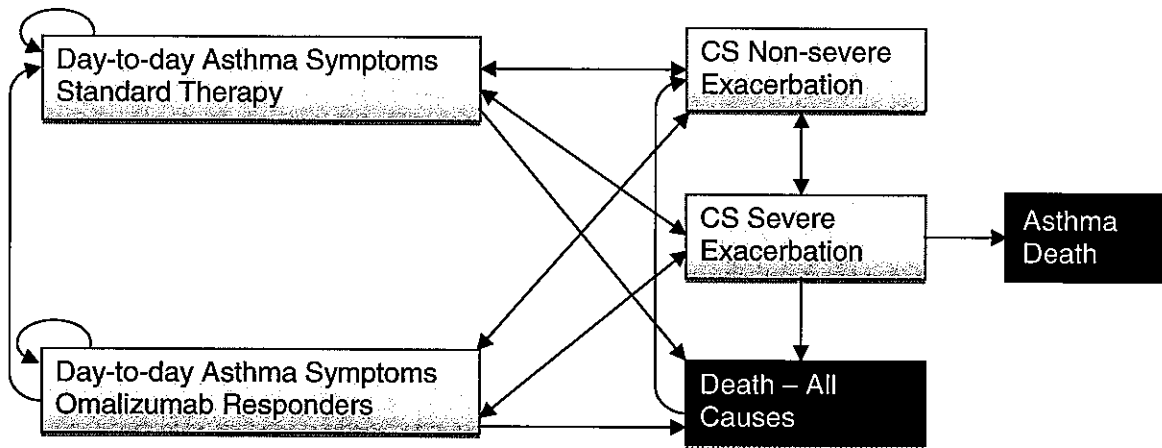 Day-to-day Asthma Symptoms
Standard Therapy
CS Non-severe
Exacerbation
CS Severe
Exacerbation
Asthma
Death
Day-to-day Asthma Symptoms
Omalizumab Responders
Death – All
Causes